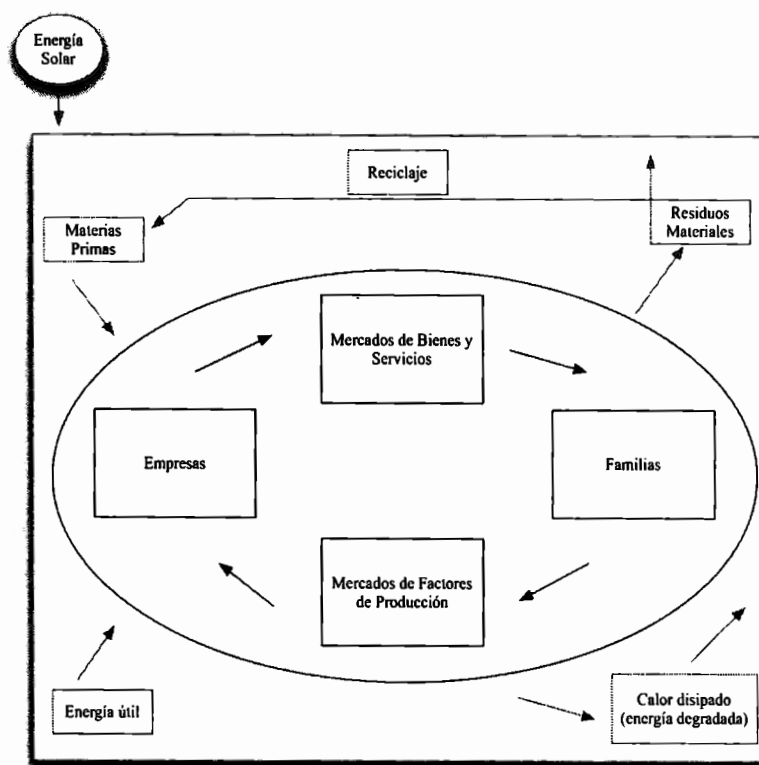 Energía
Solar
Reciclaje
Materias
Primas
Residuos
Materiales
Mercados de Bienes y
Servicios
Empresas
Familias
Mercados de Factores
de Producción
Energía útil
Calor disipado
(energía degradada)